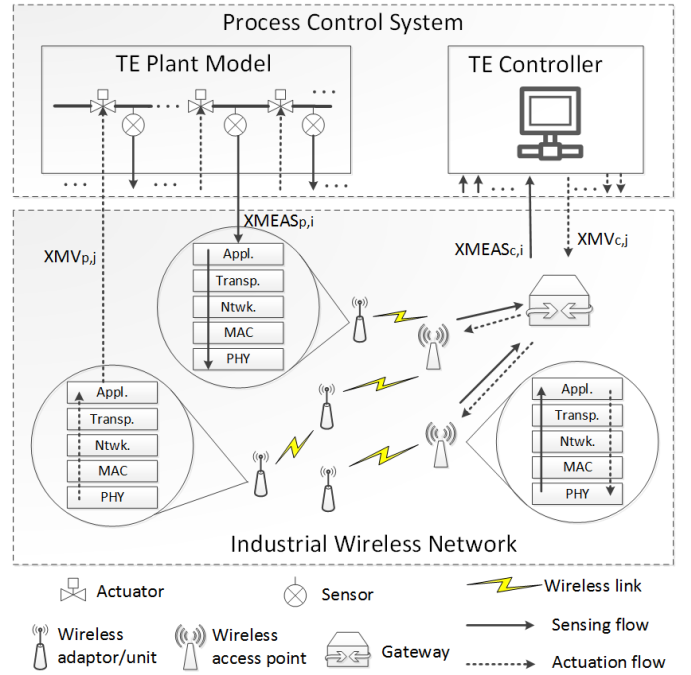 Process Control System
TE Plant Model
TE Controller
XMEASp,i
XMVp,j
XMEASc,i
XMVc,j
Appl.
Transp.
Ntwk.
MAC
PHY
Appl.
Transp.
Ntwk.
MAC
PHY
Appl.
Transp.
Ntwk.
MAC
PHY
Industrial Wireless Network
Actuator
Sensor
Wireless link
Wireless
adaptor/unit
Wireless
access point
Gateway
Sensing flow
Actuation flow